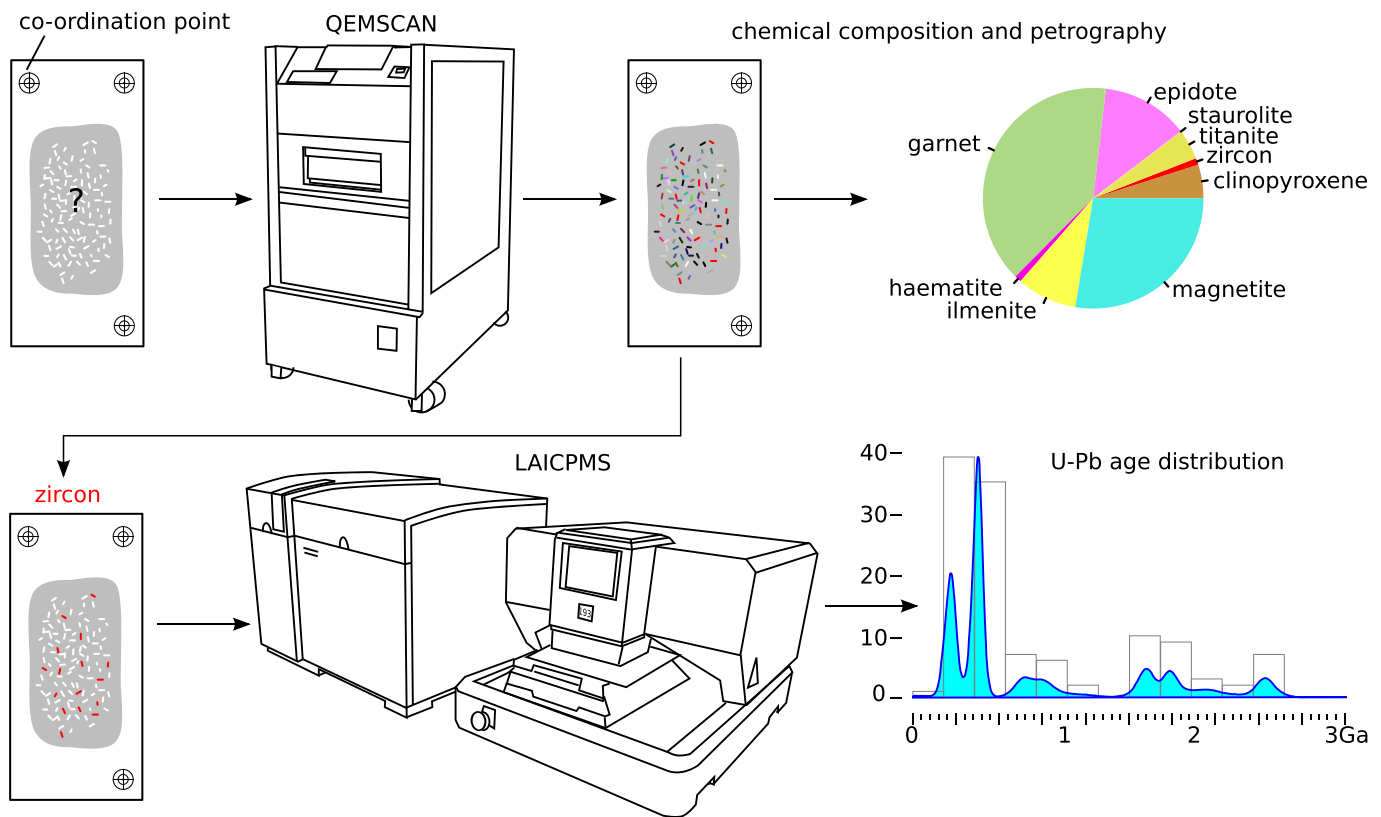 co-ordination point
QEMSCAN
chemical composition and petrography
?
epidote
staurolite
titanite
zircon
clinopyroxene
garnet
haematite
ilmenite
magnetite
zircon
LAICPMS
193
U-Pb age distribution
40
30
20
10
0
0 1 2 3Ga